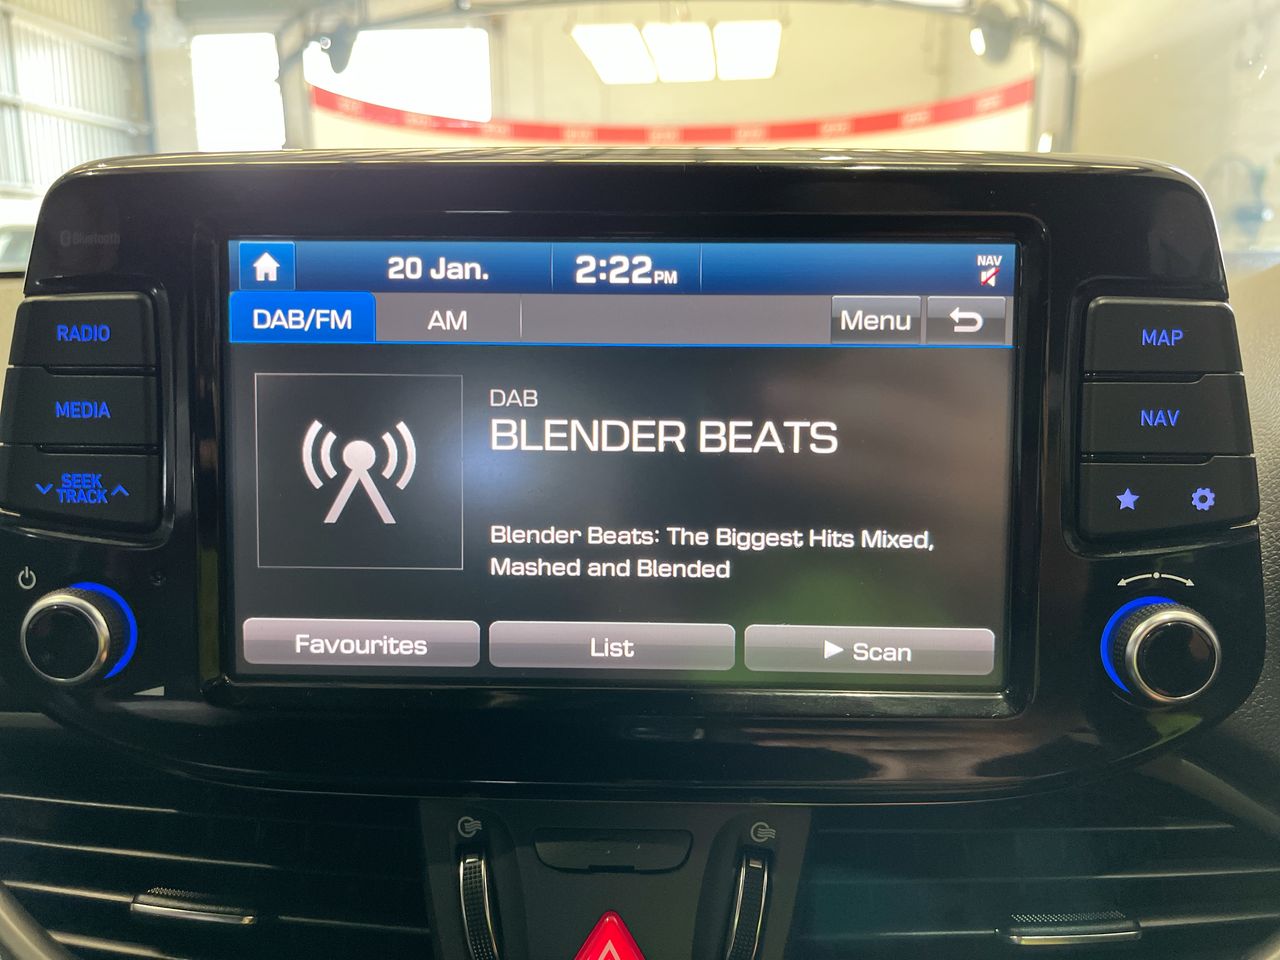 Bluetooth
20 Jan.
2:22PM
NAV
DAB/FM
AM
Menu
RADIO
MEDIA
SEEK
TRACK
MAP
NAV
DAB
BLENDER BEATS
Blender Beats: The Biggest Hits Mixed,
Mashed and Blended
Favourites
List
Scan